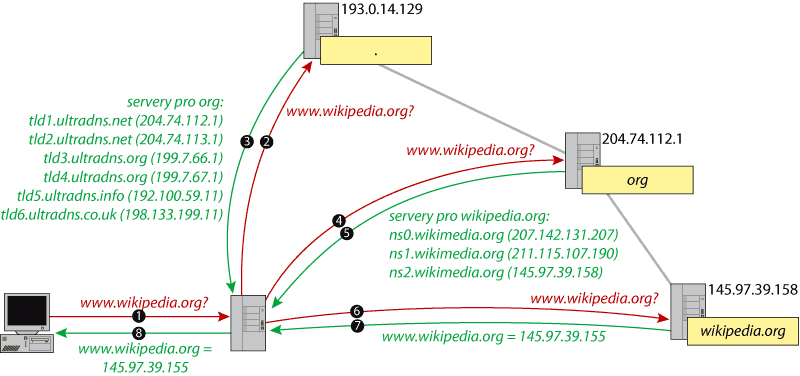 193.0.14.129
.
servery pro org:
tld1.ultradns.net (204.74.112.1)
tld2.ultradns.net (204.74.113.1)
tld3.ultradns.org (199.7.66.1)
tld4.ultradns.org (199.7.67.1)
tld5.ultradns.info (192.100.59.11)
tld6.ultradns.co.uk (198.133.199.11)
3
2
www.wikipedia.org?
204.74.112.1
org
www.wikipedia.org?
4
5
servery pro wikipedia.org:
ns0.wikimedia.org (207.142.131.207)
ns1.wikimedia.org (211.115.107.190)
ns2.wikimedia.org (145.97.39.158)
www.wikipedia.org?
1
8
www.wikipedia.org =
145.97.39.155
6
www.wikipedia.org?
7
www.wikipedia.org = 145.97.39.155
145.97.39.158
wikipedia.org